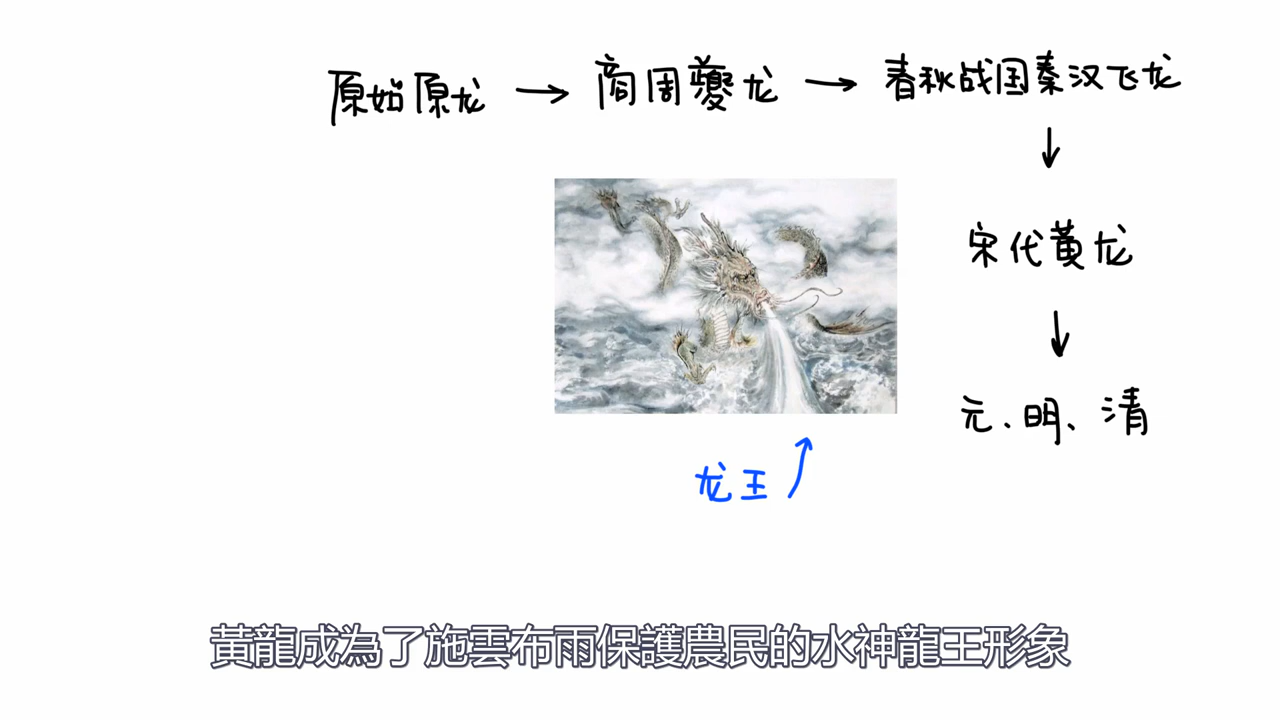 原始原龙 → 商周夔龙 → 春秋战国秦汉飞龙
↓
宋代黄龙
↓
元、明、清
龙王
黃龍成為了施雲布雨保護農民的水神龍王形象